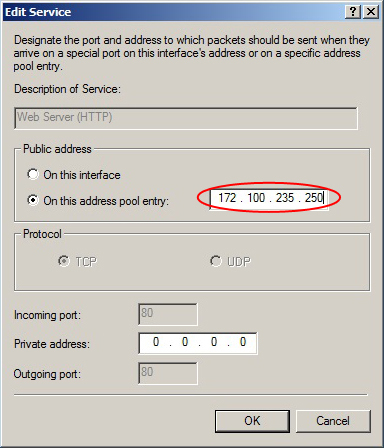 Edit Service
Designate the port and address to which packets should be sent when they
arrive on a special port on this interface's address or on a specific address
pool entry.
Description of Service:
Web Server (HTTP)
Public address
On this interface
On this address pool entry:
172 . 100 . 235 . 250
Protocol
TCP
UDP
Incoming port:
80
Private address:
0 . 0 . 0 . 0
Outgoing port:
80
OK
Cancel